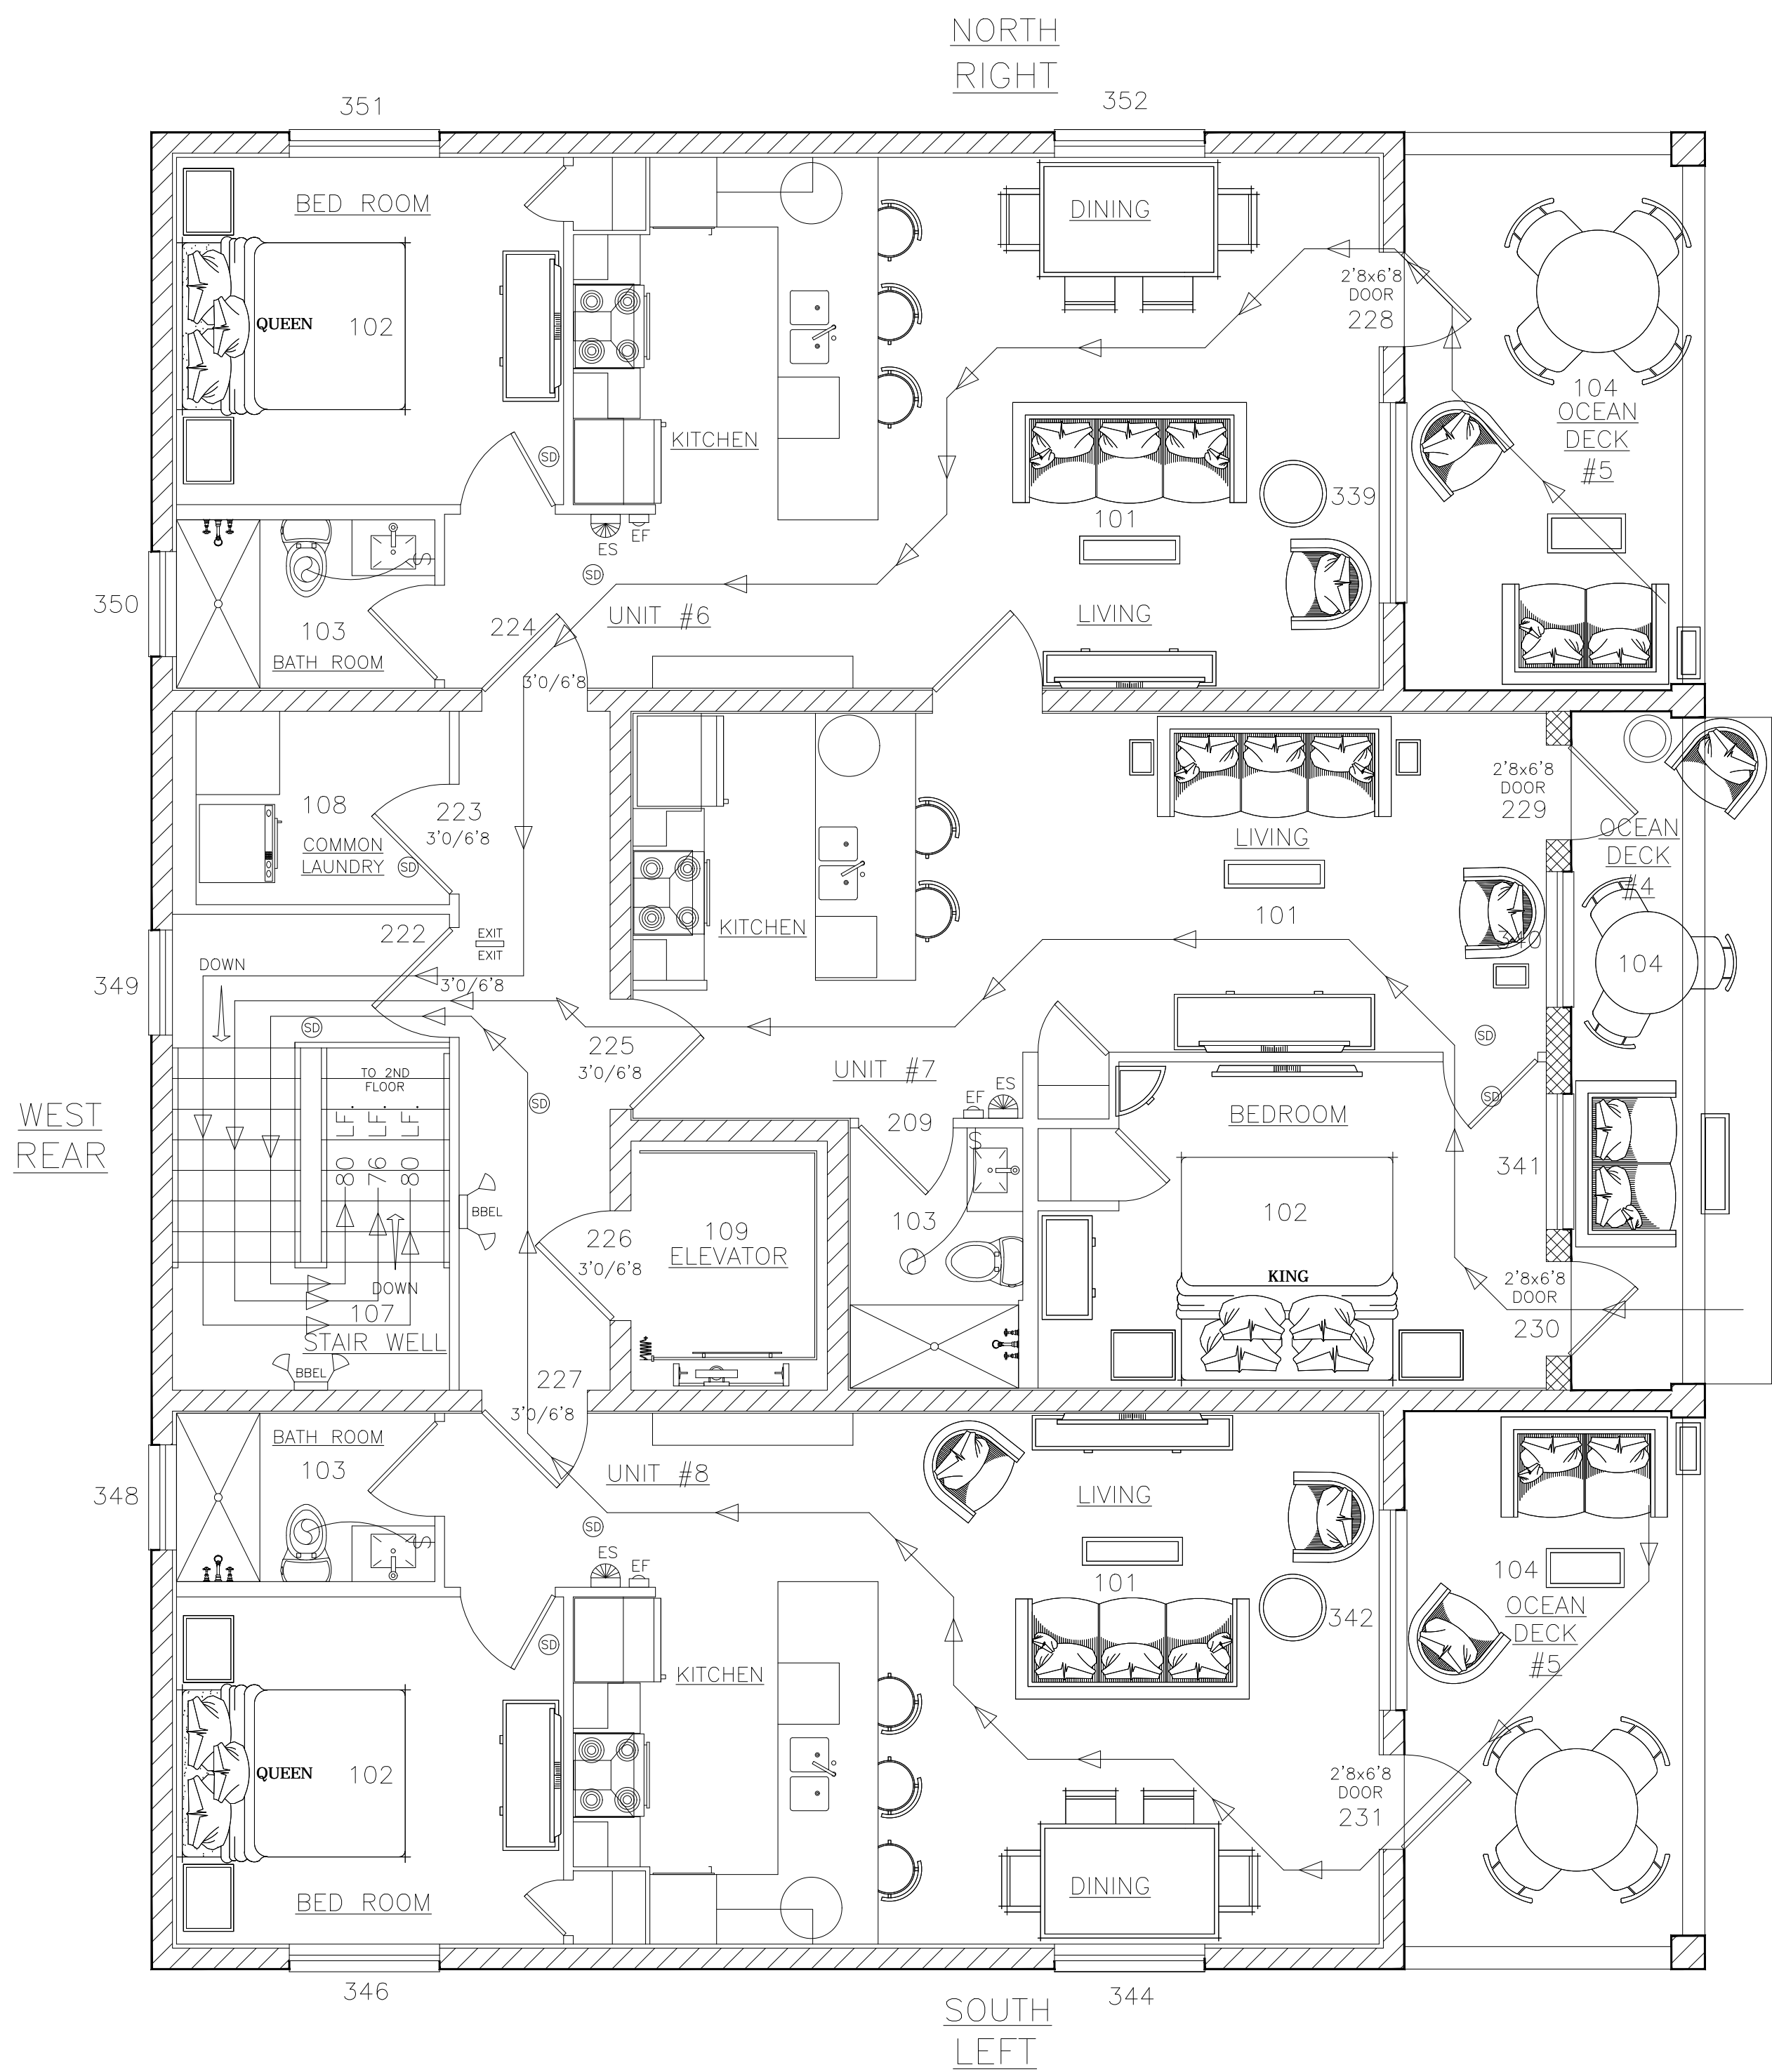 NORTH
RIGHT
351
352
BED ROOM
DINING
2'8x6'8
DOOR
228
QUEEN
102
104
OCEAN
DECK
#5
KITCHEN
SD
339
101
ES
EF
SD
S
350
224
UNIT #6
LIVING
103
BATH ROOM
3'0/6'8
2'8x6'8
DOOR
229
108
223
3'0/6'8
COMMON
LAUNDRY
SD
LIVING
OCEAN
DECK
#4
101
KITCHEN
222
EXIT
EXIT
340
104
DOWN
349
3'0/6'8
SD
225
3'0/6'8
UNIT #7
SD
TO 2ND
FLOOR
SD
EF
ES
SD
WEST
REAR
80 LF.
76 LF.
80 LF.
209
BEDROOM
S
341
BBEL
103
102
226
3'0/6'8
109
ELEVATOR
KING
2'8x6'8
DOOR
230
DOWN
107
STAIR WELL
BBEL
227
3'0/6'8
BATH ROOM
103
UNIT #8
LIVING
348
SD
S
ES
EF
101
104
OCEAN
DECK
#5
342
SD
KITCHEN
QUEEN
102
2'8x6'8
DOOR
231
BED ROOM
DINING
346
344
SOUTH
LEFT